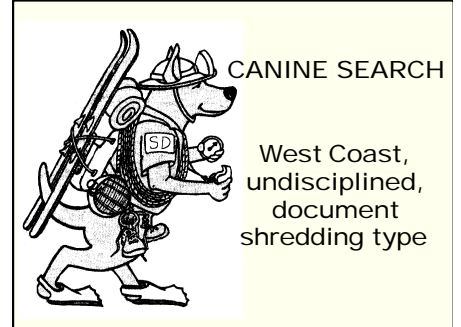 CANINE SEARCH
SD
West Coast,
undisciplined,
document
shredding type